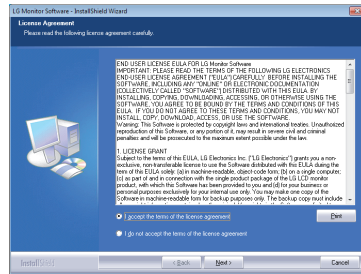 LG Monitor Software - InstallShield Wizard
License Agreement
Please read the following license agreement carefully.
END USER LICENSE EULA FOR LG Monitor Software
IMPORTANT: PLEASE READ THE TERMS OF THE FOLLOWING LG ELECTRONICS
END-USER LICENSE AGREEMENT ("EULA") CAREFULLY. BEFORE INSTALLING THE
SOFTWARE, INCLUDING ANY "ONLINE" OR ELECTRONIC DOCUMENTATION
(COLLECTIVELY CALLED "SOFTWARE") DISTRIBUTED WITH THIS EULA. BY
INSTALLING, COPYING, DOWNLOADING, ACCESSING, OR OTHERWISE USING THE
SOFTWARE, YOU AGREE TO BE BOUND BY THE TERMS AND CONDITIONS OF THIS
EULA. IF YOU DO NOT AGREE TO THESE TERMS AND CONDITIONS, YOU MAY NOT
INSTALL, COPY, DOWNLOAD, ACCESS, OR USE THE SOFTWARE.
Warning: This Software is protected by copyright laws and international treaties. Unauthorized
reproduction of the Software, or any portion of it, may result in severe civil and criminal
penalties and will be prosecuted to the maximum extent possible under the law.
1. LICENSE GRANT
Subject to the terms of this EULA, LG Electronics Inc. ("LG Electronics") grants you a non-
exclusive, non-transferable license to use the Software distributed with this EULA during the
term of this EULA solely: (a) in machine-readable, object-code form; (b) on a single computer;
(c) as part of and in connection with the single product package of the LG LCD monitor
product, with which the Software has been provided to you and (d) for your business or
personal purposes exclusively for your internal use only. You may make one copy of the
Software in machine-readable form for backup purposes only. The backup copy must include
I accept the terms of the license agreement
Print
I do not accept the terms of the license agreement
InstallShield
< Back
Next >
Cancel